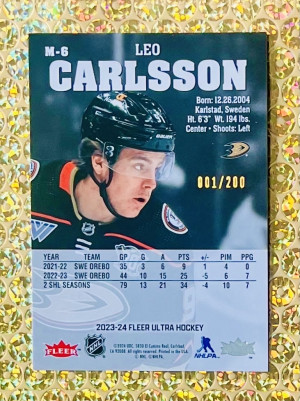 M-6
LEO
CARLSSON
Born: 12.26.2004
Karlstad, Sweden
Ht. 6'3" Wt. 194 lbs.
Center • Shoots: Left
001/200
YEAR TEAM GP G A PTS +/- PIM PPG
2021-22 SWE OREBO 35 3 6 9 1 4 0
2022-23 SWE OREBO 44 10 15 25 -5 6 7
2 SHL SEASONS 79 13 21 34 -4 10 7
2023-24 FLEER ULTRA HOCKEY
FLEER
NHL
NHLPA